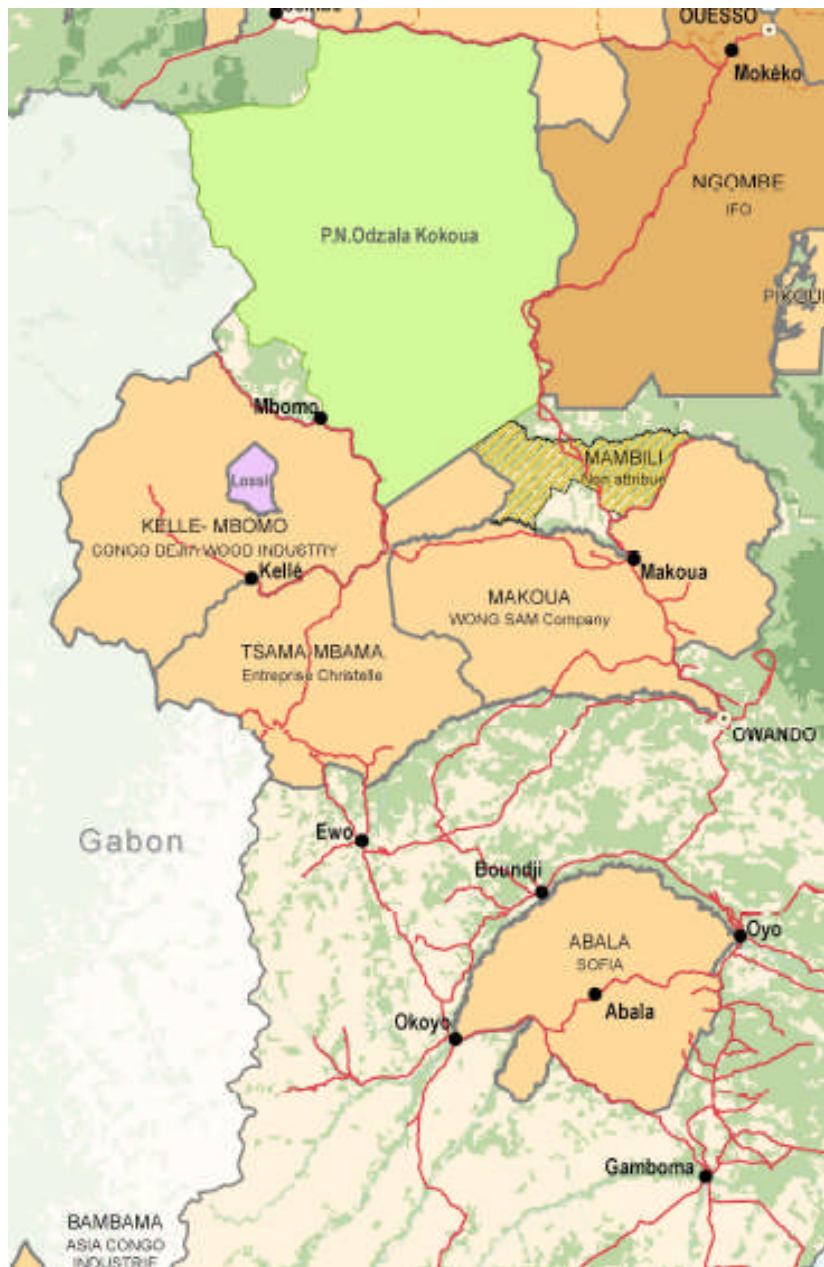 OUESSO
Mokéko
NGOMBE
IFO
P.N.Odzala Kokoua
Mbomo
MAMBILI
Non attribué
Lossi
KELLE- MBOMO
CONGO DEJIA WOOD INDUSTRY
Kellé
Makoua
MAKOUA
WONG SAM Company
TSAMA-MBAMA
Entreprise Christelle
OWANDO
Gabon
Ewo
Boundji
Oyo
ABALA
SOFIA
Abala
Okoyo
Gamboma
BAMBAMA
ASIA CONGO
INDUSTRIE